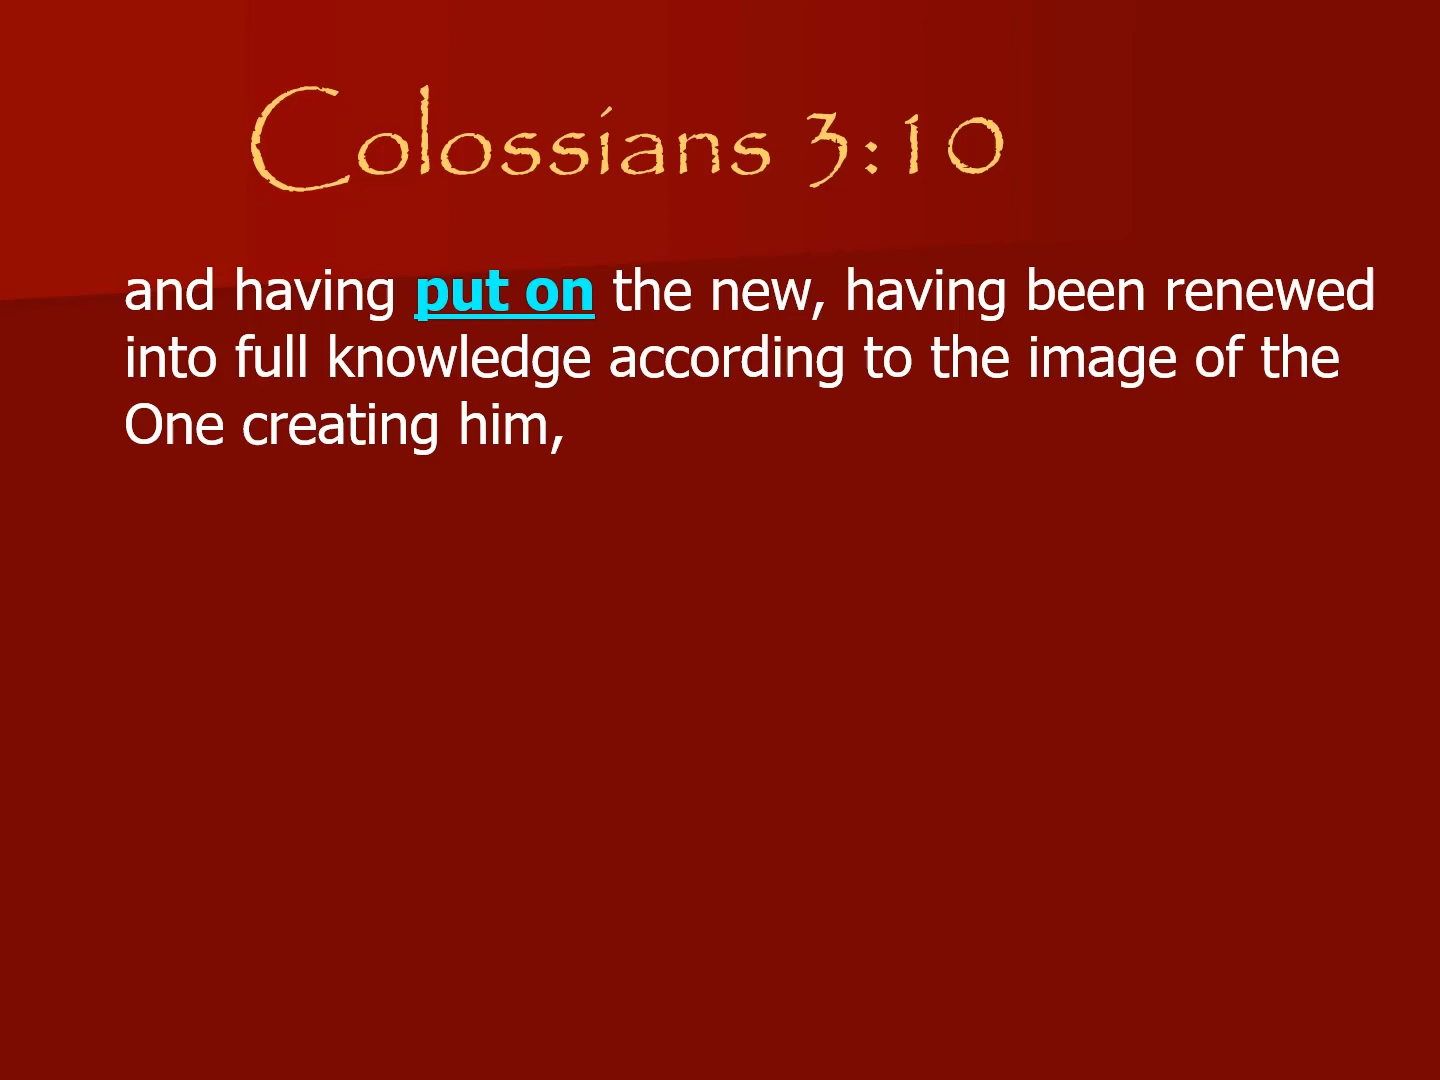 Colossians 3:10
and having put on the new, having been renewed
into full knowledge according to the image of the
One creating him,